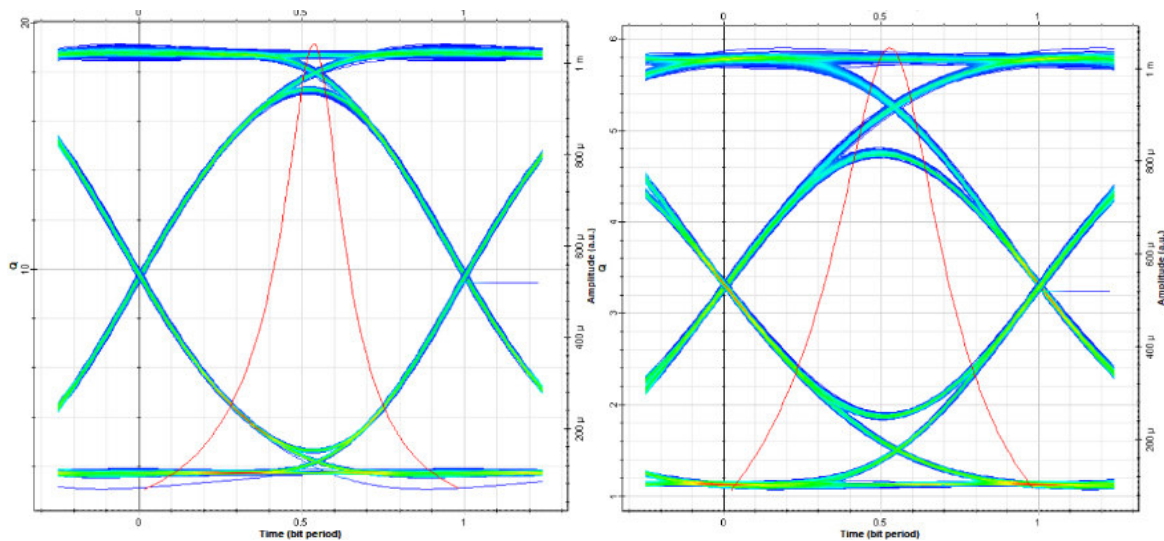 0 0.5 1
20
10
Q
1 m
800 µ
600 µ
400 µ
200 µ
Amplitude (a.u.)
0 0.5 1
Time (bit period)
0 0.5 1
6
5
4
3
2
1
Q
1 m
800 µ
600 µ
400 µ
200 µ
Amplitude (a.u.)
0 0.5 1
Time (bit period)